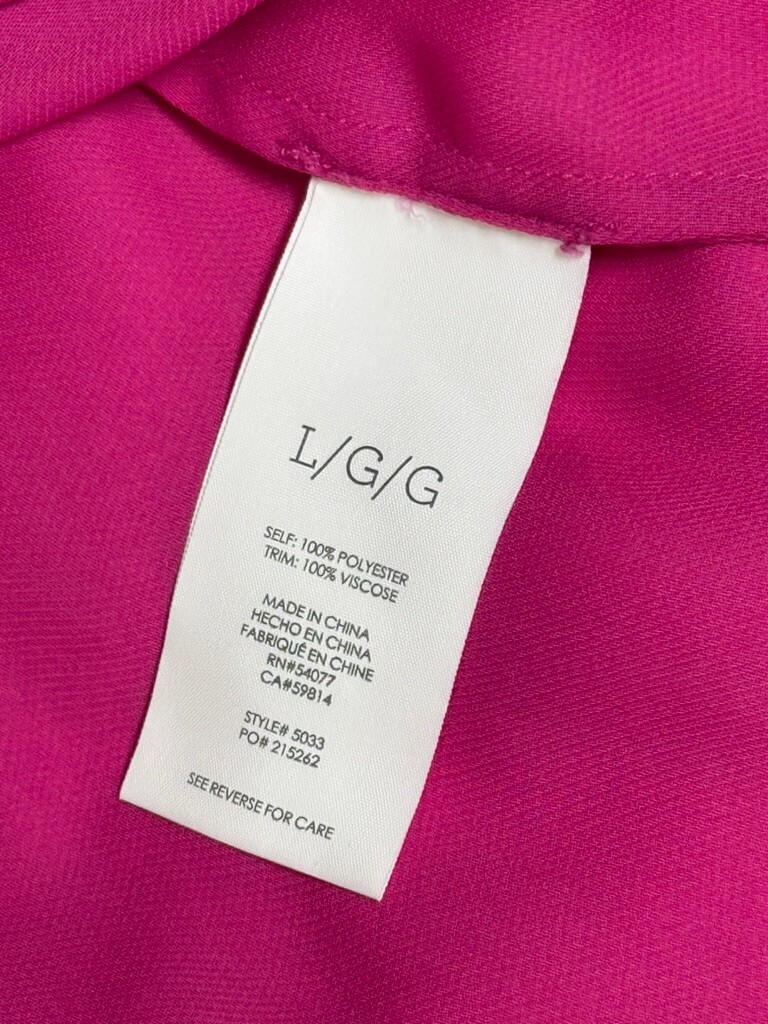 L/G/G
SELF: 100% POLYESTER
TRIM: 100% VISCOSE
MADE IN CHINA
HECHO EN CHINA
FABRIQUÉ EN CHINE
RN#54077
CA#59814
STYLE# 5033
PO# 215262
SEE REVERSE FOR CARE